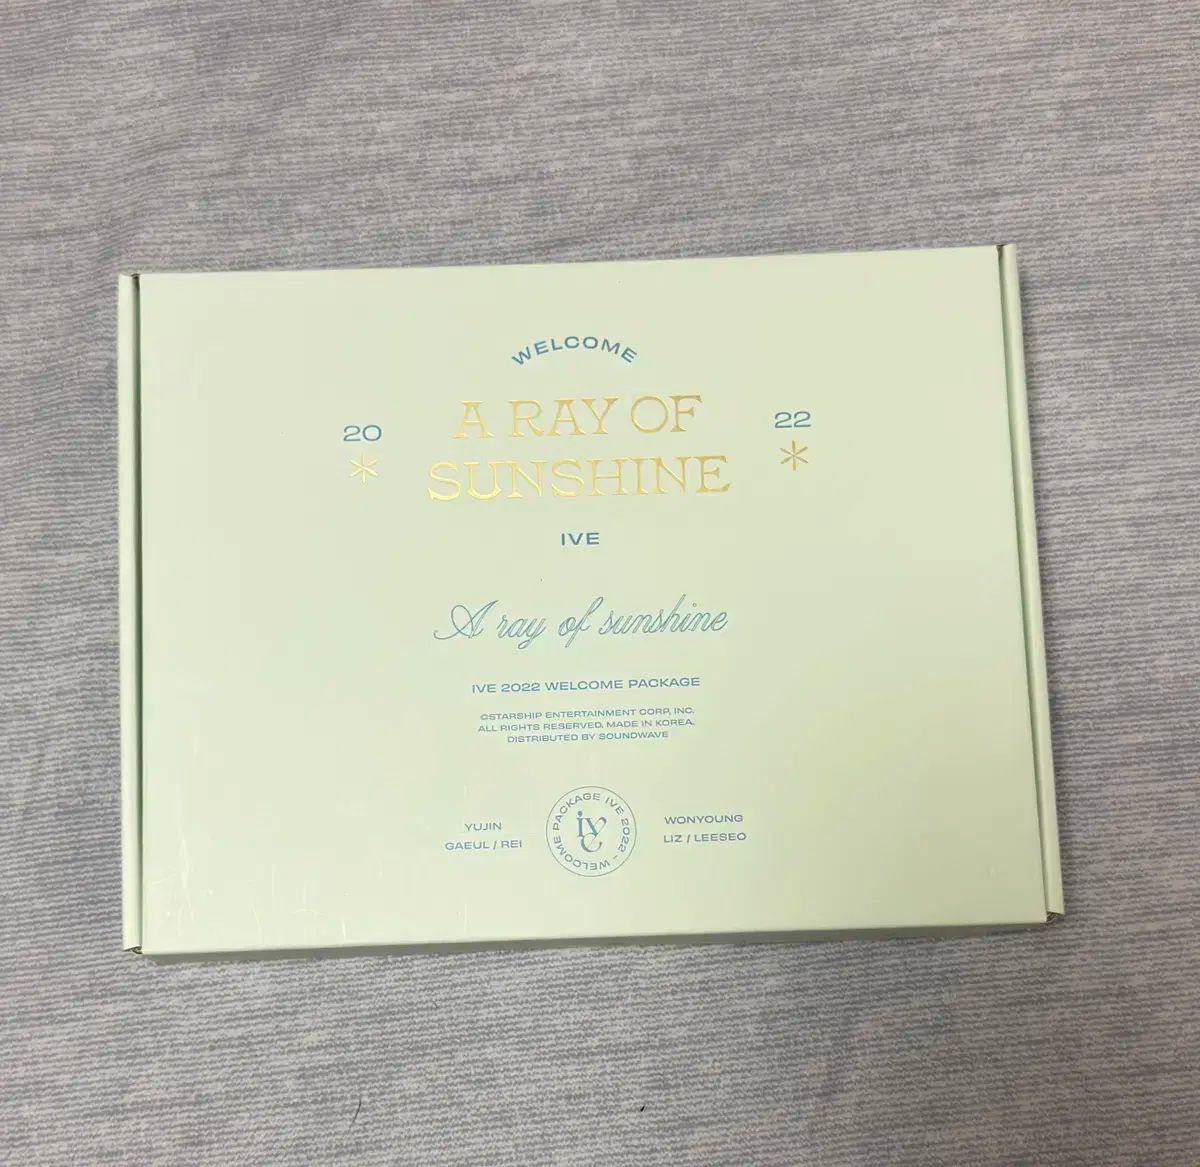 WELCOME
20 A RAY OF 22
SUNSHINE
IVE
A ray of sunshine
IVE 2022 WELCOME PACKAGE
©STARSHIP ENTERTAINMENT CORP, INC.
ALL RIGHTS RESERVED. MADE IN KOREA.
DISTRIBUTED BY SOUNDWAVE
YUJIN
GAEUL / REI
WELCOME PACKAGE IVE 2022 -
ive
WONYOUNG
LIZ / LEESEO